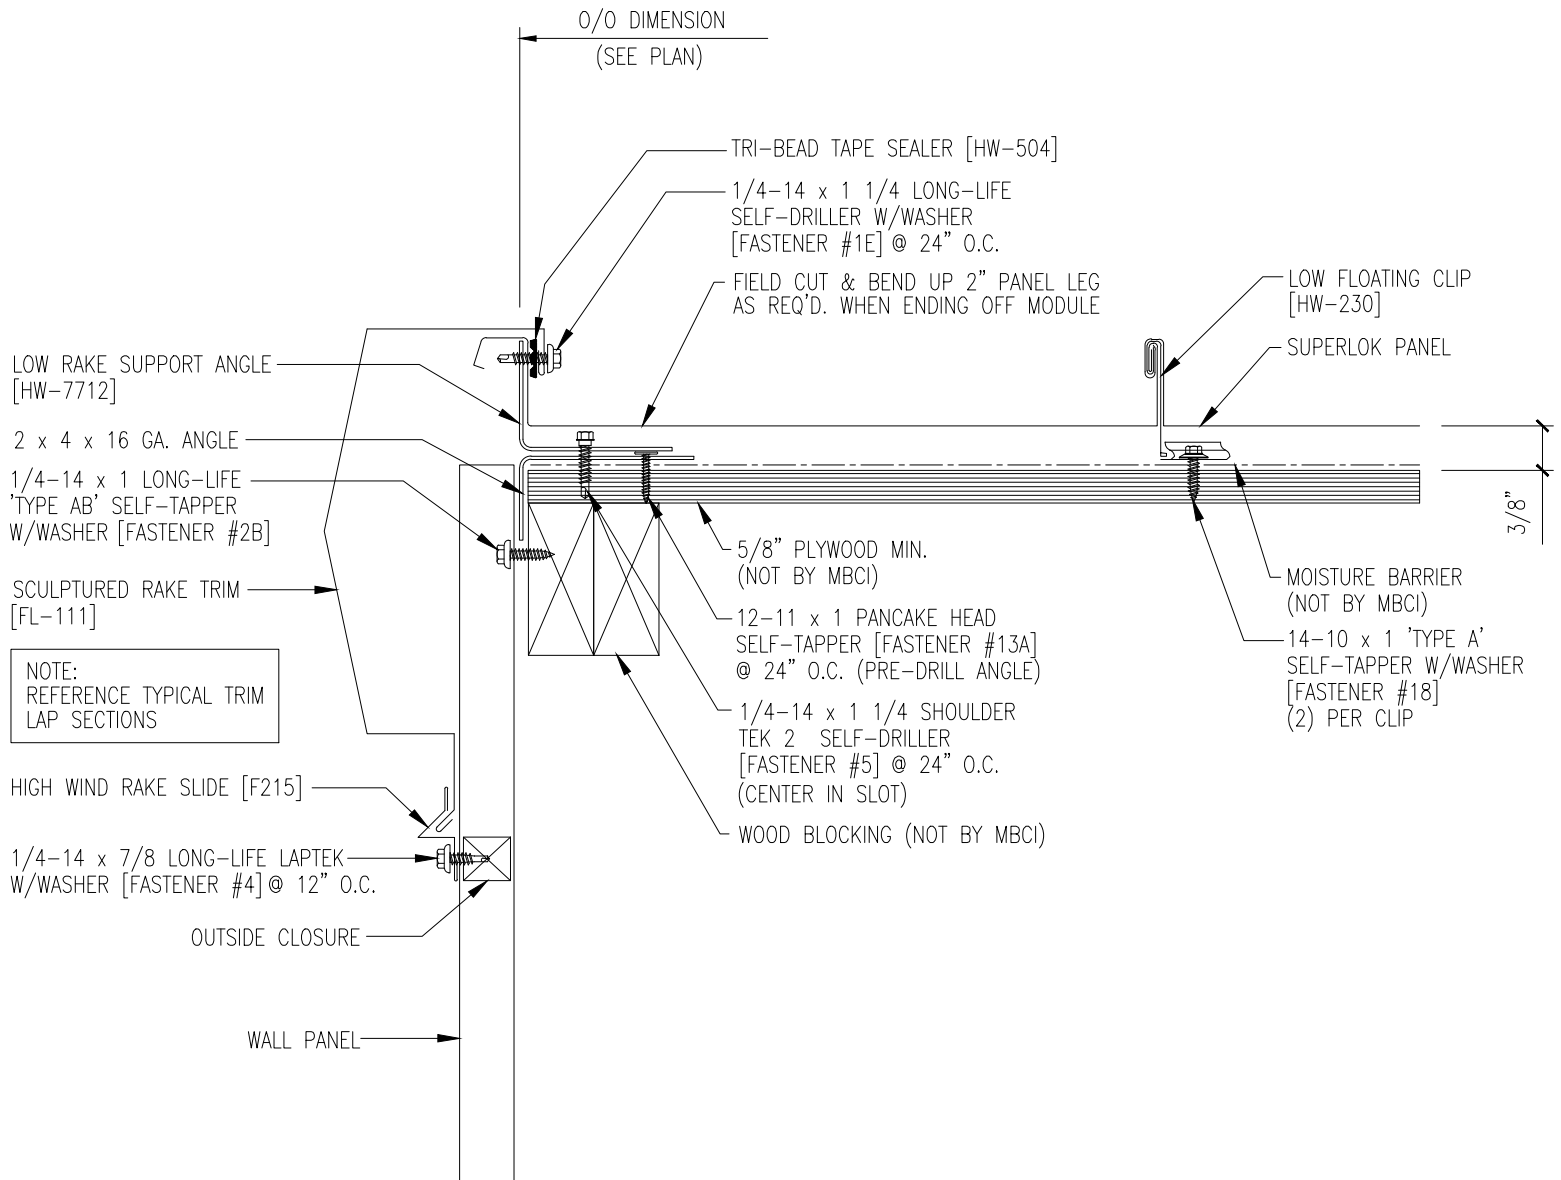 O/O DIMENSION
(SEE PLAN)
TRI-BEAD TAPE SEALER [HW-504]
1/4-14 x 1 1/4 LONG-LIFE
SELF-DRILLER W/WASHER
[FASTENER #1E] @ 24" O.C.
FIELD CUT & BEND UP 2" PANEL LEG
AS REQ'D. WHEN ENDING OFF MODULE
LOW FLOATING CLIP
[HW-230]
SUPERLOK PANEL
LOW RAKE SUPPORT ANGLE
[HW-7712]
2 x 4 x 16 GA. ANGLE
1/4-14 x 1 LONG-LIFE
'TYPE AB' SELF-TAPPER
W/WASHER [FASTENER #2B]
SCULPTURED RAKE TRIM
[FL-111]
NOTE:
REFERENCE TYPICAL TRIM
LAP SECTIONS
HIGH WIND RAKE SLIDE [F215]
1/4-14 x 7/8 LONG-LIFE LAPTEK
W/WASHER [FASTENER #4] @ 12" O.C.
OUTSIDE CLOSURE
WALL PANEL
5/8" PLYWOOD MIN.
(NOT BY MBCI)
12-11 x 1 PANCAKE HEAD
SELF-TAPPER [FASTENER #13A]
@ 24" O.C. (PRE-DRILL ANGLE)
1/4-14 x 1 1/4 SHOULDER
TEK 2 SELF-DRILLER
[FASTENER #5] @ 24" O.C.
(CENTER IN SLOT)
WOOD BLOCKING (NOT BY MBCI)
3/8"
MOISTURE BARRIER
(NOT BY MBCI)
14-10 x 1 'TYPE A'
SELF-TAPPER W/WASHER
[FASTENER #18]
(2) PER CLIP